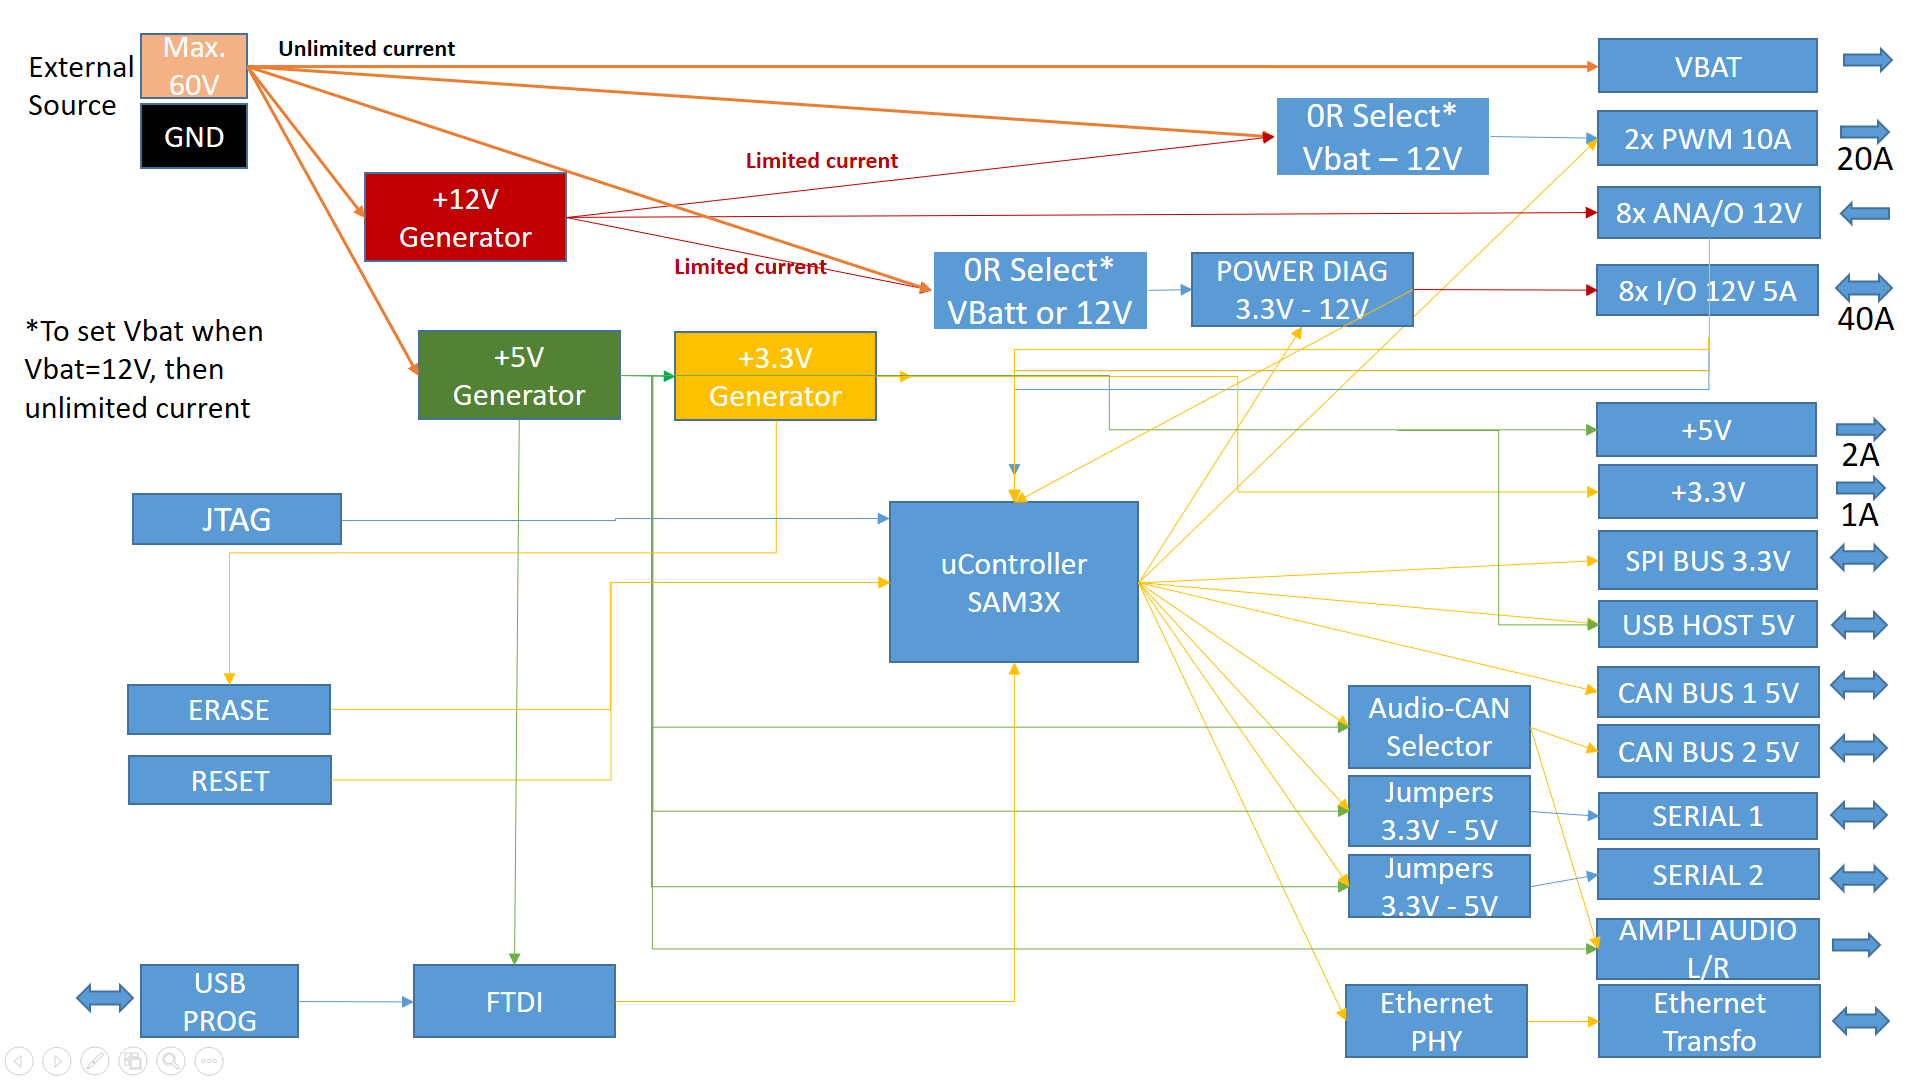 External
Source
Max.
60V
GND
Unlimited current
VBAT
0R Select*
Vbat – 12V
2x PWM 10A
20A
Limited current
+12V
Generator
8x ANA/O 12V
Limited current
0R Select*
VBatt or 12V
POWER DIAG
3.3V - 12V
8x I/O 12V 5A
40A
*To set Vbat when
Vbat=12V, then
unlimited current
+5V
Generator
+3.3V
Generator
+5V
2A
+3.3V
1A
JTAG
uController
SAM3X
SPI BUS 3.3V
USB HOST 5V
CAN BUS 1 5V
ERASE
RESET
Audio-CAN
Selector
CAN BUS 2 5V
Jumpers
3.3V - 5V
SERIAL 1
Jumpers
3.3V - 5V
SERIAL 2
AMPLI AUDIO
L/R
USB
PROG
FTDI
Ethernet
PHY
Ethernet
Transfo